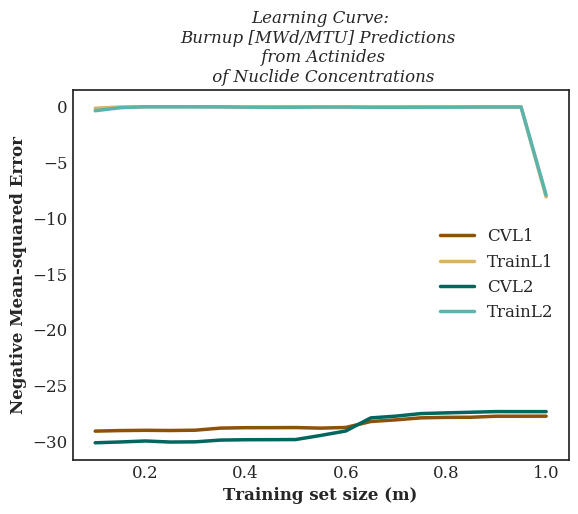 Learning Curve:
Burnup [MWd/MTU] Predictions
from Actinides
of Nuclide Concentrations
Negative Mean-squared Error
0
−5
−10
−15
−20
−25
−30
CVL1
TrainL1
CVL2
TrainL2
0.2 0.4 0.6 0.8 1.0
Training set size (m)